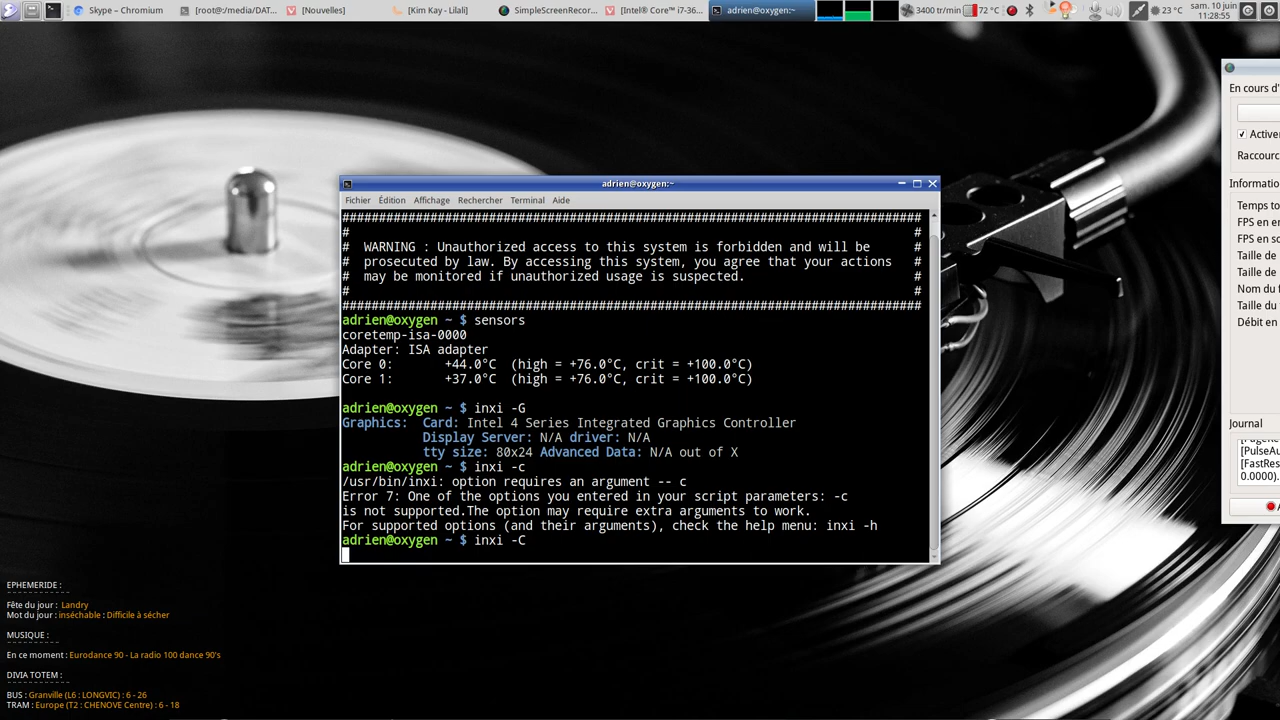 Skype – Chromium
[root@:/media/DAT...
[Nouvelles]
[Kim Kay - Lilali]
SimpleScreenRecor...
[Intel® Core™ i7-36...
adrien@oxygen:~
3400 tr/min
72 °C
23 °C
sam. 10 juin
11:28:55
adrien@oxygen:~
Fichier Édition Affichage Rechercher Terminal Aide
###############################################################################
# #
# WARNING : Unauthorized access to this system is forbidden and will be #
# prosecuted by law. By accessing this system, you agree that your actions #
# may be monitored if unauthorized usage is suspected. #
# #
###############################################################################
adrien@oxygen ~ $ sensors
coretemp-isa-0000
Adapter: ISA adapter
Core 0: +44.0°C (high = +76.0°C, crit = +100.0°C)
Core 1: +37.0°C (high = +76.0°C, crit = +100.0°C)
adrien@oxygen ~ $ inxi -G
Graphics: Card: Intel 4 Series Integrated Graphics Controller
Display Server: N/A driver: N/A
tty size: 80x24 Advanced Data: N/A out of X
adrien@oxygen ~ $ inxi -c
/usr/bin/inxi: option requires an argument -- c
Error 7: One of the options you entered in your script parameters: -c
is not supported.The option may require extra arguments to work.
For supported options (and their arguments), check the help menu: inxi -h
adrien@oxygen ~ $ inxi -C
En cours d'
Activer
Raccourc
Informatio
Temps to
FPS en en
FPS en so
Taille de
Taille de
Nom du f
Taille du
Débit en
Journal
[PageRe
[PulseAu
[FastRes
0.0000).
EPHEMERIDE :
Fête du jour : Landry
Mot du jour : inséchable : Difficile à sécher
MUSIQUE :
En ce moment : Eurodance 90 - La radio 100 dance 90's
DIVIA TOTEM :
BUS : Granville (L6 : LONGVIC) : 6 - 26
TRAM : Europe (T2 : CHENOVE Centre) : 6 - 18